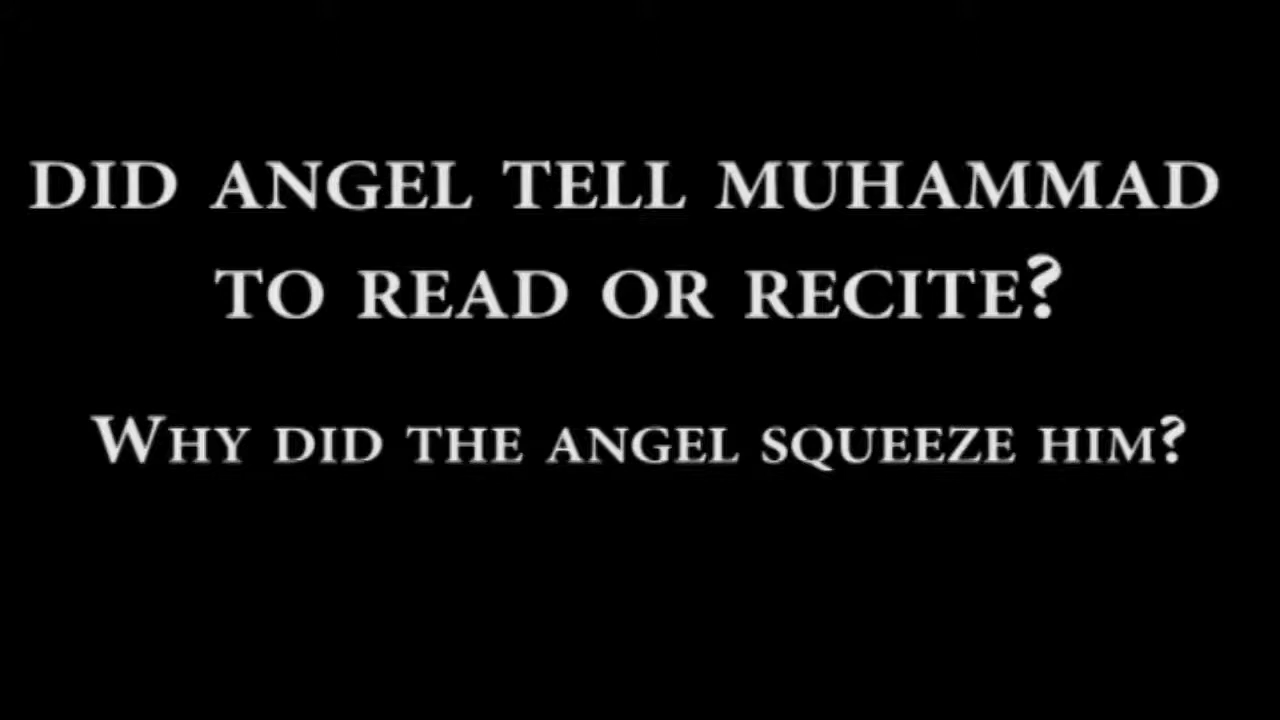 DID ANGEL TELL MUHAMMAD
TO READ OR RECITE?
WHY DID THE ANGEL SQUEEZE HIM?